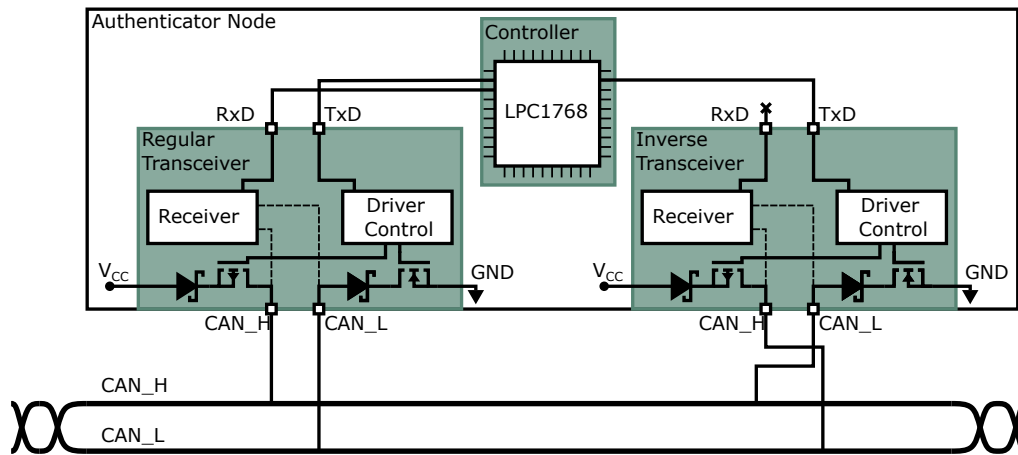 Authenticator Node
Controller
LPC1768
RxD
TxD
RxD
TxD
Regular
Transceiver
Inverse
Transceiver
Receiver
Driver
Control
Receiver
Driver
Control
VCC
GND
VCC
GND
CAN_H
CAN_L
CAN_H
CAN_L
CAN_H
CAN_L